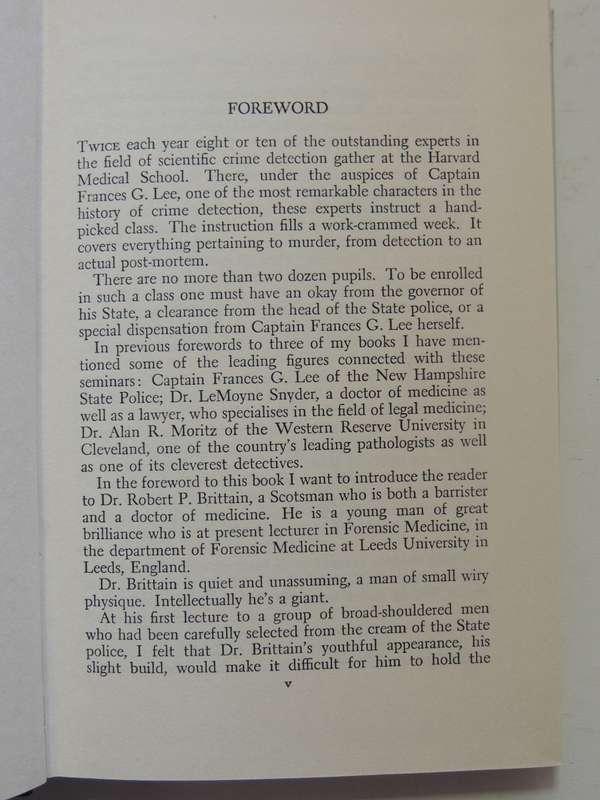 FOREWORD
TWICE each year eight or ten of the outstanding experts in
the field of scientific crime detection gather at the Harvard
Medical School. There, under the auspices of Captain
Frances G. Lee, one of the most remarkable characters in the
history of crime detection, these experts instruct a hand-
picked class. The instruction fills a work-crammed week. It
covers everything pertaining to murder, from detection to an
actual post-mortem.
There are no more than two dozen pupils. To be enrolled
in such a class one must have an okay from the governor of
his State, a clearance from the head of the State police, or a
special dispensation from Captain Frances G. Lee herself.
In previous forewords to three of my books I have men-
tioned some of the leading figures connected with these
seminars: Captain Frances G. Lee of the New Hampshire
State Police; Dr. LeMoyne Snyder, a doctor of medicine as
well as a lawyer, who specialises in the field of legal medicine;
Dr. Alan R. Moritz of the Western Reserve University in
Cleveland, one of the country's leading pathologists as well
as one of its cleverest detectives.
In the foreword to this book I want to introduce the reader
to Dr. Robert P. Brittain, a Scotsman who is both a barrister
and a doctor of medicine. He is a young man of great
brilliance who is at present lecturer in Forensic Medicine, in
the department of Forensic Medicine at Leeds University in
Leeds, England.
Dr. Brittain is quiet and unassuming, a man of small wiry
physique. Intellectually he's a giant.
At his first lecture to a group of broad-shouldered men
who had been carefully selected from the cream of the State
police, I felt that Dr. Brittain's youthful appearance, his
slight build, would make it difficult for him to hold the
v